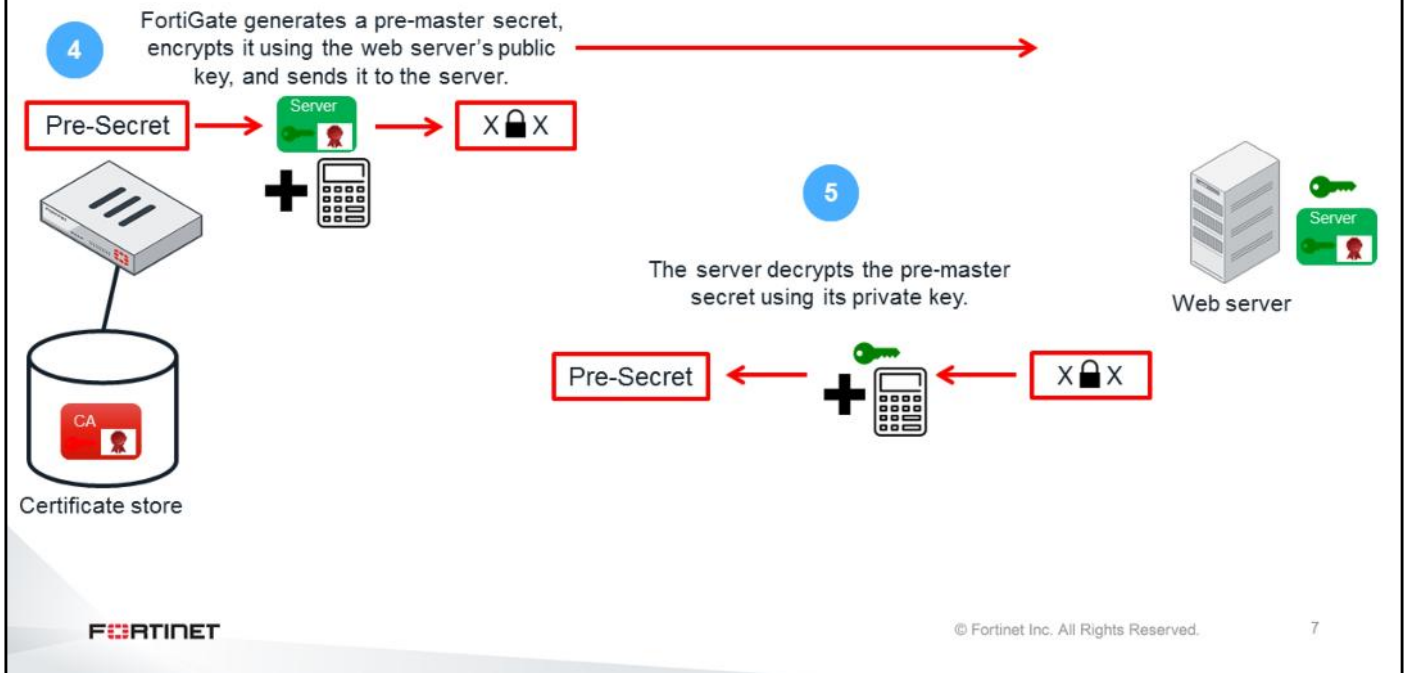 4
FortiGate generates a pre-master secret,
encrypts it using the web server's public
key, and sends it to the server.
Pre-Secret
Server
X X
5
The server decrypts the pre-master
secret using its private key.
Server
Web server
Pre-Secret
X X
CA
Certificate store
FORTINET
© Fortinet Inc. All Rights Reserved.
7